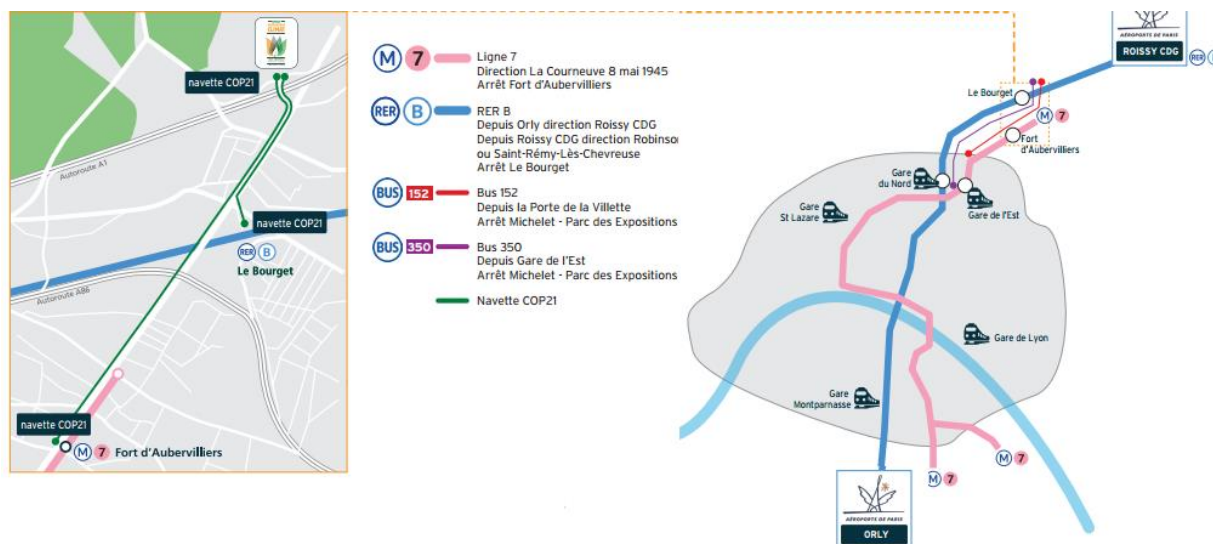 navette COP21
Autoroute A1
navette COP21
RER B
Le Bourget
Autoroute A86
navette COP21
M 7 Fort d'Aubervilliers
M 7 Ligne 7
Direction La Courneuve 8 mai 1945
Arrêt Fort d'Aubervilliers
RER B RER B
Depuis Orly direction Roissy CDG
Depuis Roissy CDG direction Robinson
ou Saint-Rémy-Lès-Chevreuse
Arrêt Le Bourget
BUS 152 Bus 152
Depuis la Porte de la Villette
Arrêt Michelet - Parc des Expositions
BUS 350 Bus 350
Depuis Gare de l'Est
Arrêt Michelet - Parc des Expositions
Navette COP21
AÉROPORTS DE PARIS
ROISSY CDG
RER B
Le Bourget
M 7
Fort
d'Aubervilliers
Gare
du Nord
Gare
St Lazare
Gare de l'Est
Gare de Lyon
Gare
Montparnasse
M 7
M 7
AÉROPORTS DE PARIS
ORLY